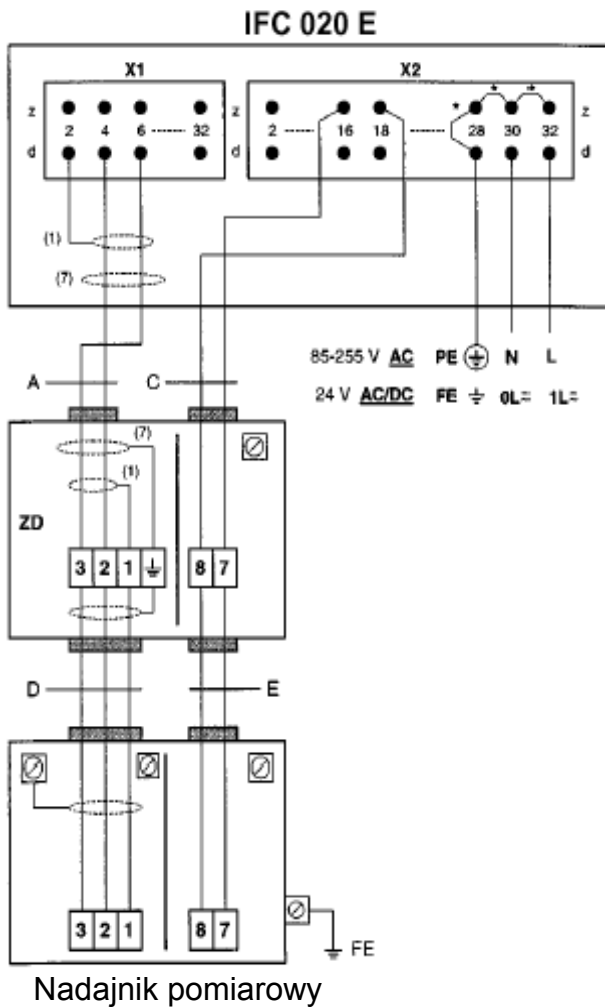 IFC 020 E
X1 X2
z z z
2 4 6 32 2 16 18 28 30 32
d d d
(1)
(7)
85-255 V AC PE N L
24 V AC/DC FE 0L 1L
A C
(7)
(1)
ZD
3 2 1 8 7
D E
3 2 1 8 7
FE
Nadajnik pomiarowy